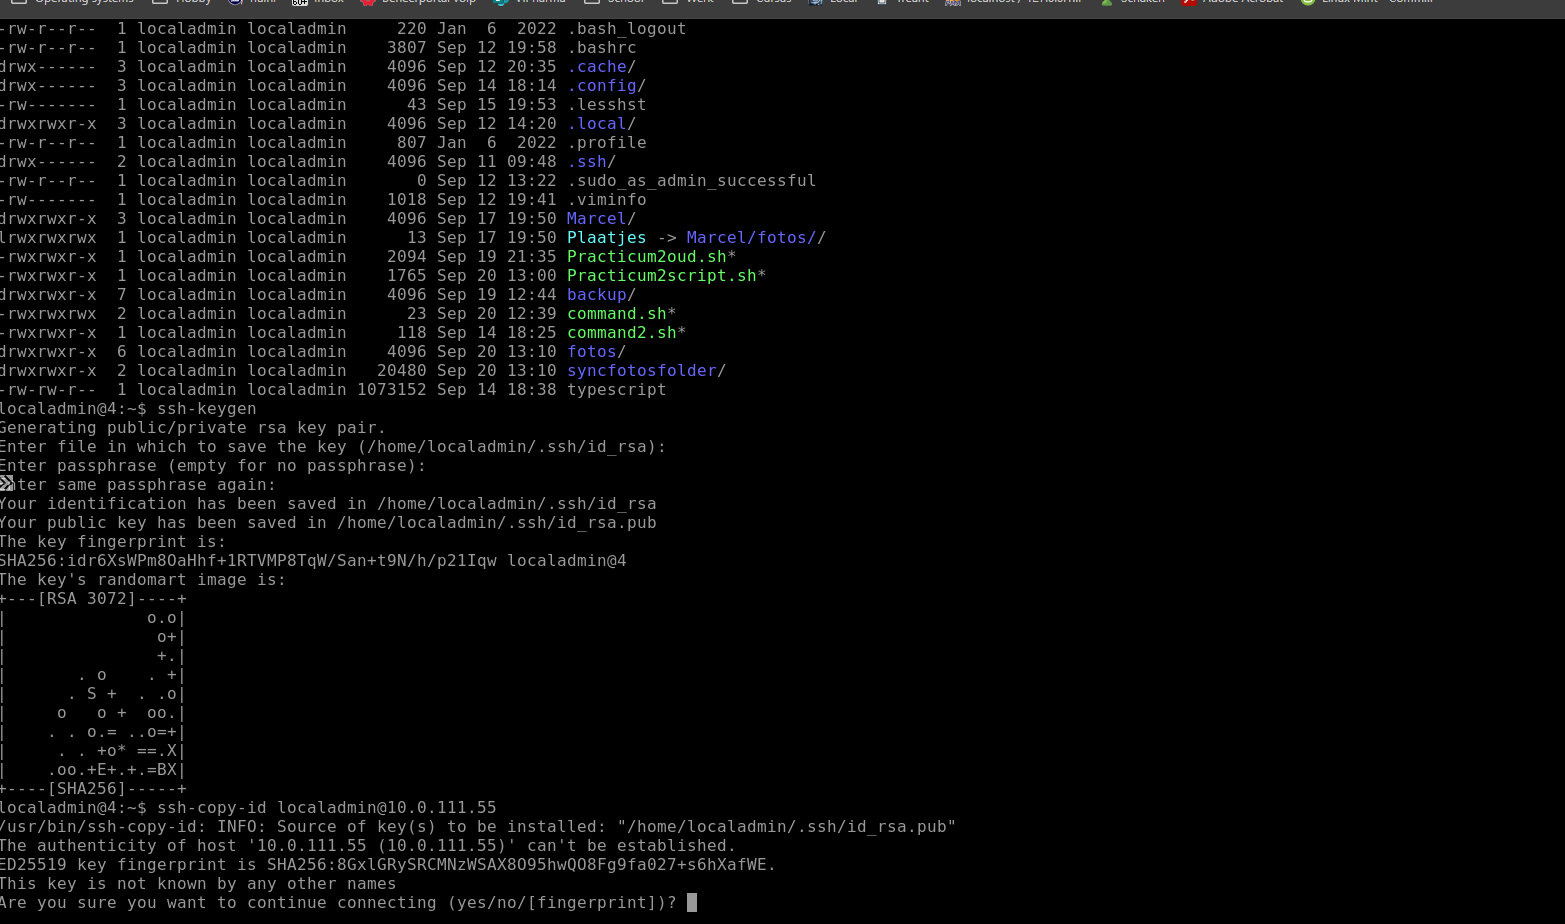 Operating systems Hobby Inbox School Werk Cursus Local Treant Schaken Adobe Acrobat
-rw-r--r--  1 localadmin localadmin     220 Jan  6  2022 .bash_logout
-rw-r--r--  1 localadmin localadmin    3807 Sep 12 19:58 .bashrc
drwx------  3 localadmin localadmin    4096 Sep 12 20:35 .cache/
drwx------  3 localadmin localadmin    4096 Sep 14 18:14 .config/
-rw-------  1 localadmin localadmin      43 Sep 15 19:53 .lesshst
drwxrwxr-x  3 localadmin localadmin    4096 Sep 12 14:20 .local/
-rw-r--r--  1 localadmin localadmin     807 Jan  6  2022 .profile
drwx------  2 localadmin localadmin    4096 Sep 11 09:48 .ssh/
-rw-r--r--  1 localadmin localadmin       0 Sep 12 13:22 .sudo_as_admin_successful
-rw-------  1 localadmin localadmin    1018 Sep 12 19:41 .viminfo
drwxrwxr-x  3 localadmin localadmin    4096 Sep 17 19:50 Marcel/
lrwxrwxrwx  1 localadmin localadmin      13 Sep 17 19:50 Plaatjes -> Marcel/fotos//
-rwxrwxr-x  1 localadmin localadmin    2094 Sep 19 21:35 Practicum2oud.sh*
-rwxrwxr-x  1 localadmin localadmin    1765 Sep 20 13:00 Practicum2script.sh*
drwxrwxr-x  7 localadmin localadmin    4096 Sep 19 12:44 backup/
-rwxrwxrwx  2 localadmin localadmin      23 Sep 20 12:39 command.sh*
-rwxrwxr-x  1 localadmin localadmin     118 Sep 14 18:25 command2.sh*
drwxrwxr-x  6 localadmin localadmin    4096 Sep 20 13:10 fotos/
drwxrwxr-x  2 localadmin localadmin   20480 Sep 20 13:10 syncfotosfolder/
-rw-rw-r--  1 localadmin localadmin 1073152 Sep 14 18:38 typescript
localadmin@4:~$ ssh-keygen
Generating public/private rsa key pair.
Enter file in which to save the key (/home/localadmin/.ssh/id_rsa):
Enter passphrase (empty for no passphrase):
Enter same passphrase again:
Your identification has been saved in /home/localadmin/.ssh/id_rsa
Your public key has been saved in /home/localadmin/.ssh/id_rsa.pub
The key fingerprint is:
SHA256:idr6XsWPm8OaHhf+1RTVMP8TqW/San+t9N/h/p21Iqw localadmin@4
The key's randomart image is:
+---[RSA 3072]----+
|              o.o|
|               o+|
|               +.|
|       . o    . +|
|      . S +  . .o|
|     o   o +  oo.|
|    . . o.= ..o=+|
|     . . +o* ==.X|
|    .oo.+E+.+.=BX|
+----[SHA256]-----+
localadmin@4:~$ ssh-copy-id localadmin@10.0.111.55
/usr/bin/ssh-copy-id: INFO: Source of key(s) to be installed: "/home/localadmin/.ssh/id_rsa.pub"
The authenticity of host '10.0.111.55 (10.0.111.55)' can't be established.
ED25519 key fingerprint is SHA256:8GxlGRySRCMNzWSAX8O95hwQO8Fg9fa027+s6hXafWE.
This key is not known by any other names
Are you sure you want to continue connecting (yes/no/[fingerprint])?